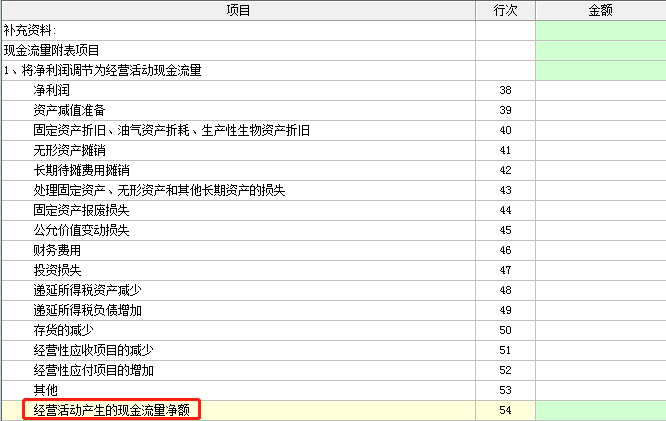 项目 行次 金额
补充资料:
现金流量附表项目
1、将净利润调节为经营活动现金流量
净利润 38
资产减值准备 39
固定资产折旧、油气资产折耗、生产性生物资产折旧 40
无形资产摊销 41
长期待摊费用摊销 42
处理固定资产、无形资产和其他长期资产的损失 43
固定资产报废损失 44
公允价值变动损失 45
财务费用 46
投资损失 47
递延所得税资产减少 48
递延所得税负债增加 49
存货的减少 50
经营性应收项目的减少 51
经营性应付项目的增加 52
其他 53
经营活动产生的现金流量净额 54